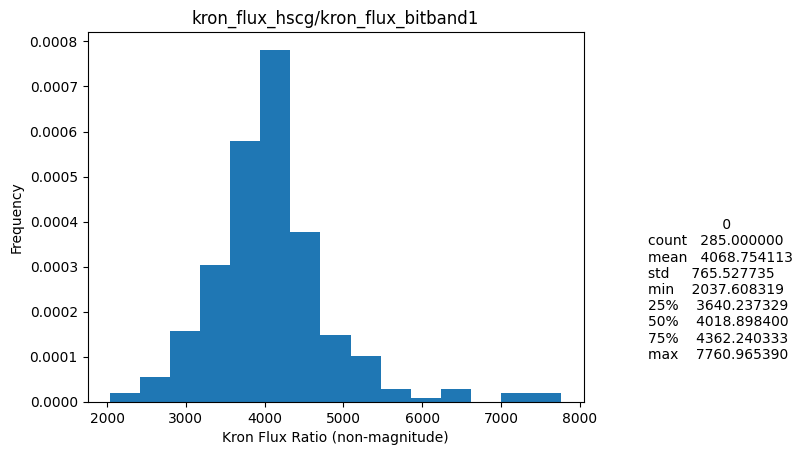 kron_flux_hscg/kron_flux_bitband1
0.0008
0.0007
0.0006
0.0005
0.0004
0.0003
0.0002
0.0001
0.0000
Frequency
2000 3000 4000 5000 6000 7000 8000
Kron Flux Ratio (non-magnitude)
0
count 285.000000
mean 4068.754113
std 765.527735
min 2037.608319
25% 3640.237329
50% 4018.898400
75% 4362.240333
max 7760.965390